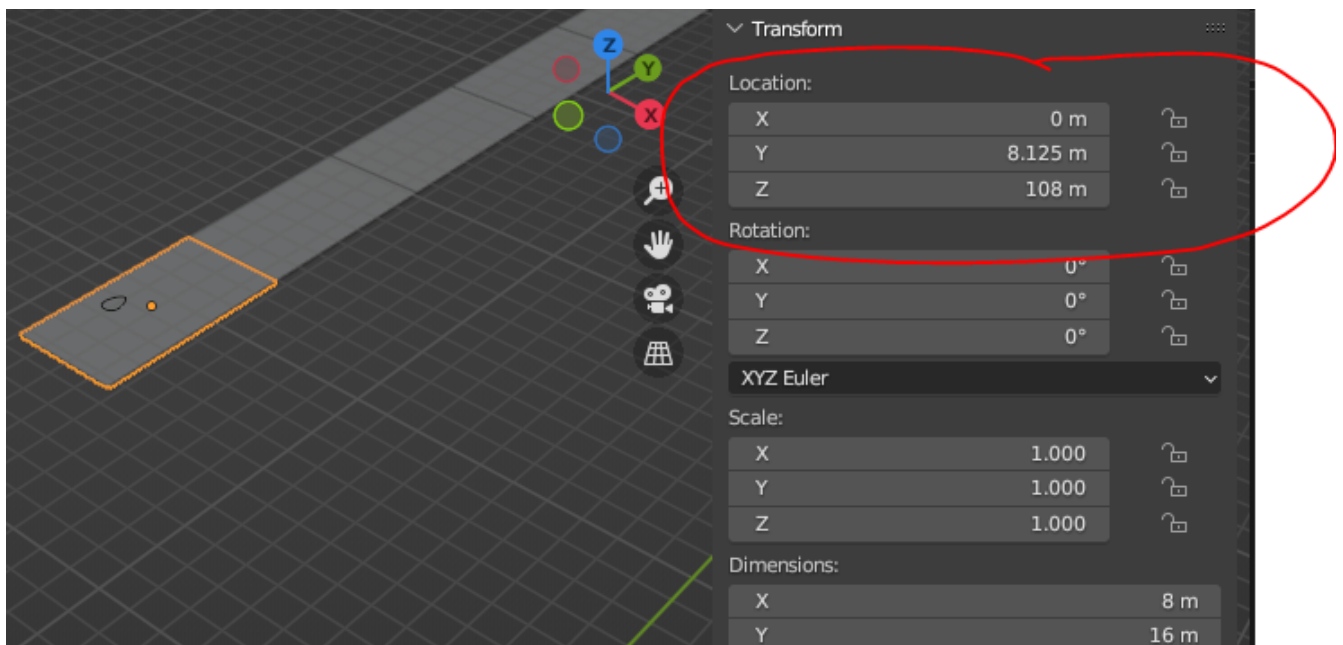 Transform
Z
Y
X
Location:
X 0 m
Y 8.125 m
Z 108 m
Rotation:
X 0°
Y 0°
Z 0°
XYZ Euler
Scale:
X 1.000
Y 1.000
Z 1.000
Dimensions:
X 8 m
Y 16 m